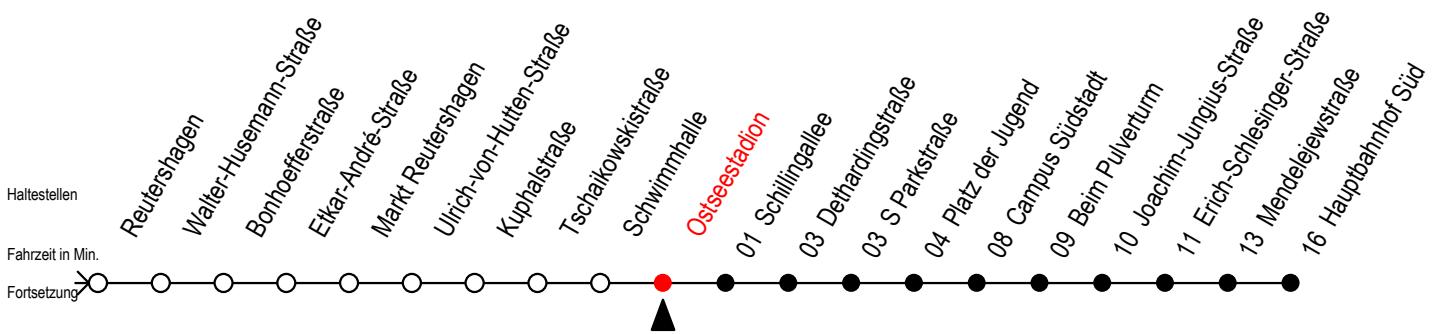 Haltestellen
Fahrzeit in Min.
Fortsetzung
Reutershagen
Walter-Husemann-Straße
Bonhoefferstraße
Etkar-André-Straße
Markt Reutershagen
Ulrich-von-Hutten-Straße
Kuphalstraße
Tschaikowskistraße
Schwimmhalle
Ostseestadion
01 Schillingallee
03 Dethardingstraße
03 S Parkstraße
04 Platz der Jugend
08 Campus Südstadt
09 Beim Pulverturm
10 Joachim-Jungius-Straße
11 Erich-Schlesinger-Straße
13 Mendelejewstraße
16 Hauptbahnhof Süd